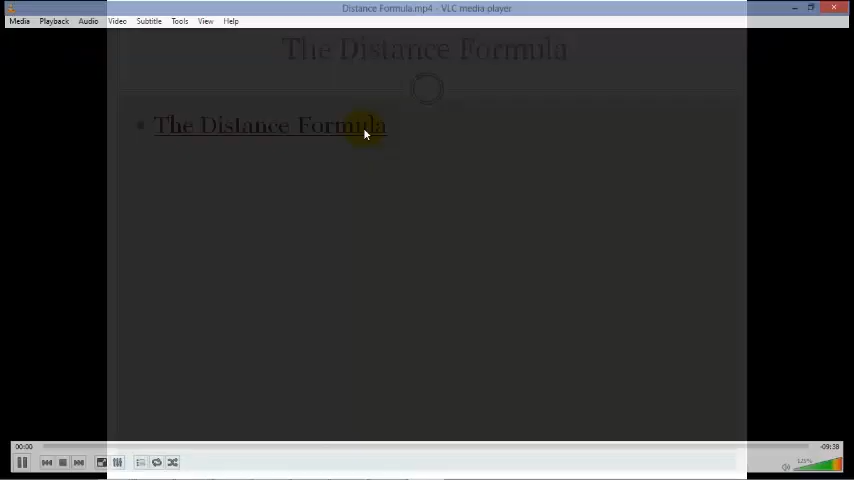 Distance Formula.mp4 - VLC media player
Media Playback Audio Video Subtitle Tools View Help
The Distance Formula
• The Distance Formula
00:00
-09:38
125%